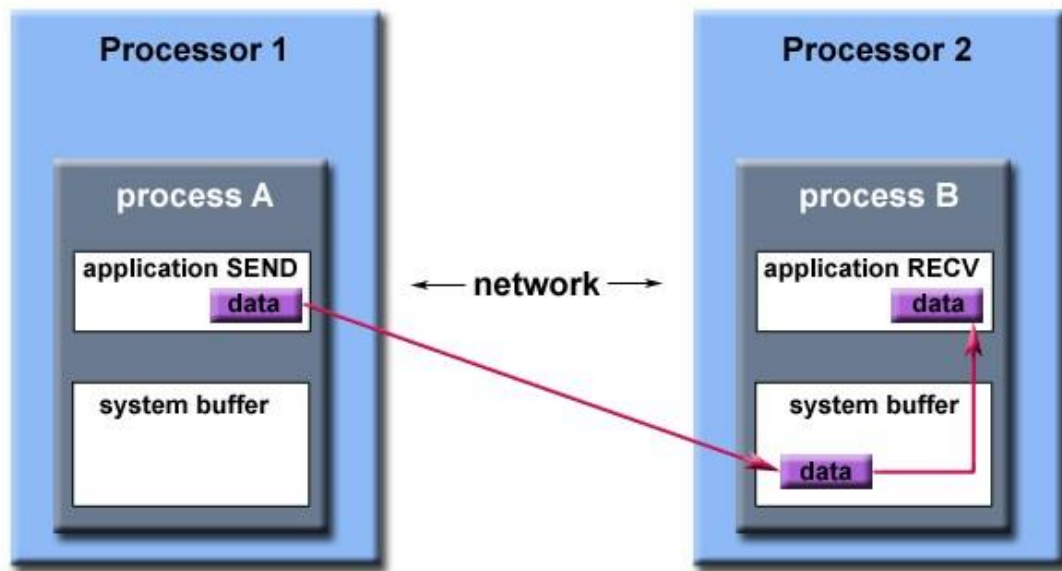 Processor 1
process A
application SEND
data
system buffer
network
Processor 2
process B
application RECV
data
system buffer
data